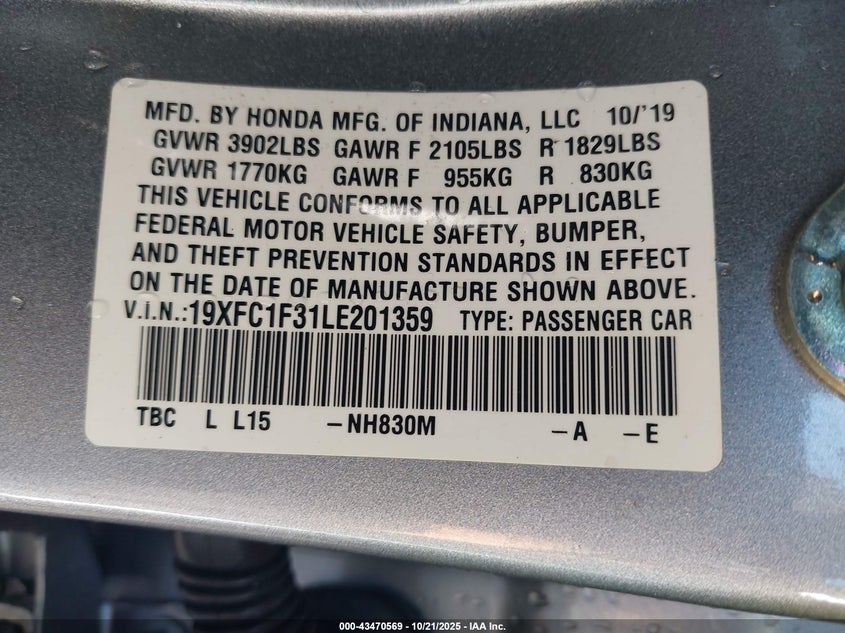 MFD. BY HONDA MFG. OF INDIANA, LLC 10/'19
GVWR 3902LBS GAWR F 2105LBS R 1829LBS
GVWR 1770KG GAWR F 955KG R 830KG
THIS VEHICLE CONFORMS TO ALL APPLICABLE
FEDERAL MOTOR VEHICLE SAFETY, BUMPER,
AND THEFT PREVENTION STANDARDS IN EFFECT
ON THE DATE OF MANUFACTURE SHOWN ABOVE.
V.I.N.:19XFC1F31LE201359 TYPE: PASSENGER CAR
TBC L L15 -NH830M -A -E
000-43470569 - 10/21/2025 - IAA Inc.